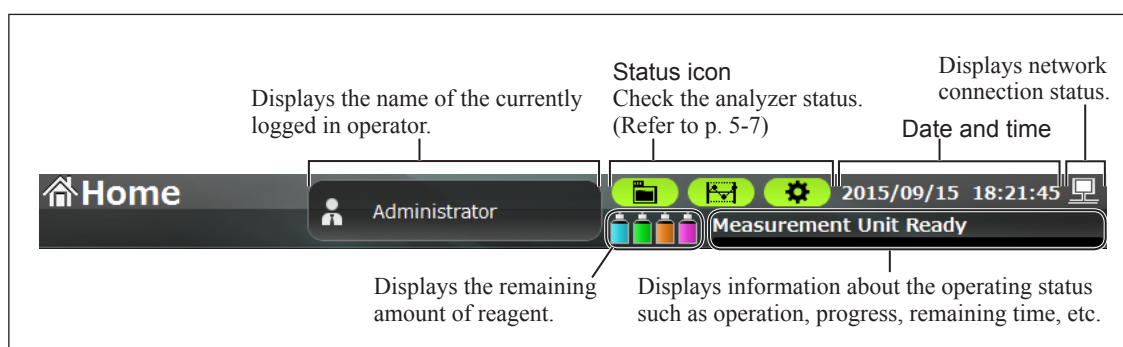 Displays network
connection status.
Status icon
Check the analyzer status.
(Refer to p. 5-7)
Displays the name of the currently
logged in operator.
Date and time
Home
Administrator
2015/09/15 18:21:45
Measurement Unit Ready
Displays the remaining
amount of reagent.
Displays information about the operating status
such as operation, progress, remaining time, etc.